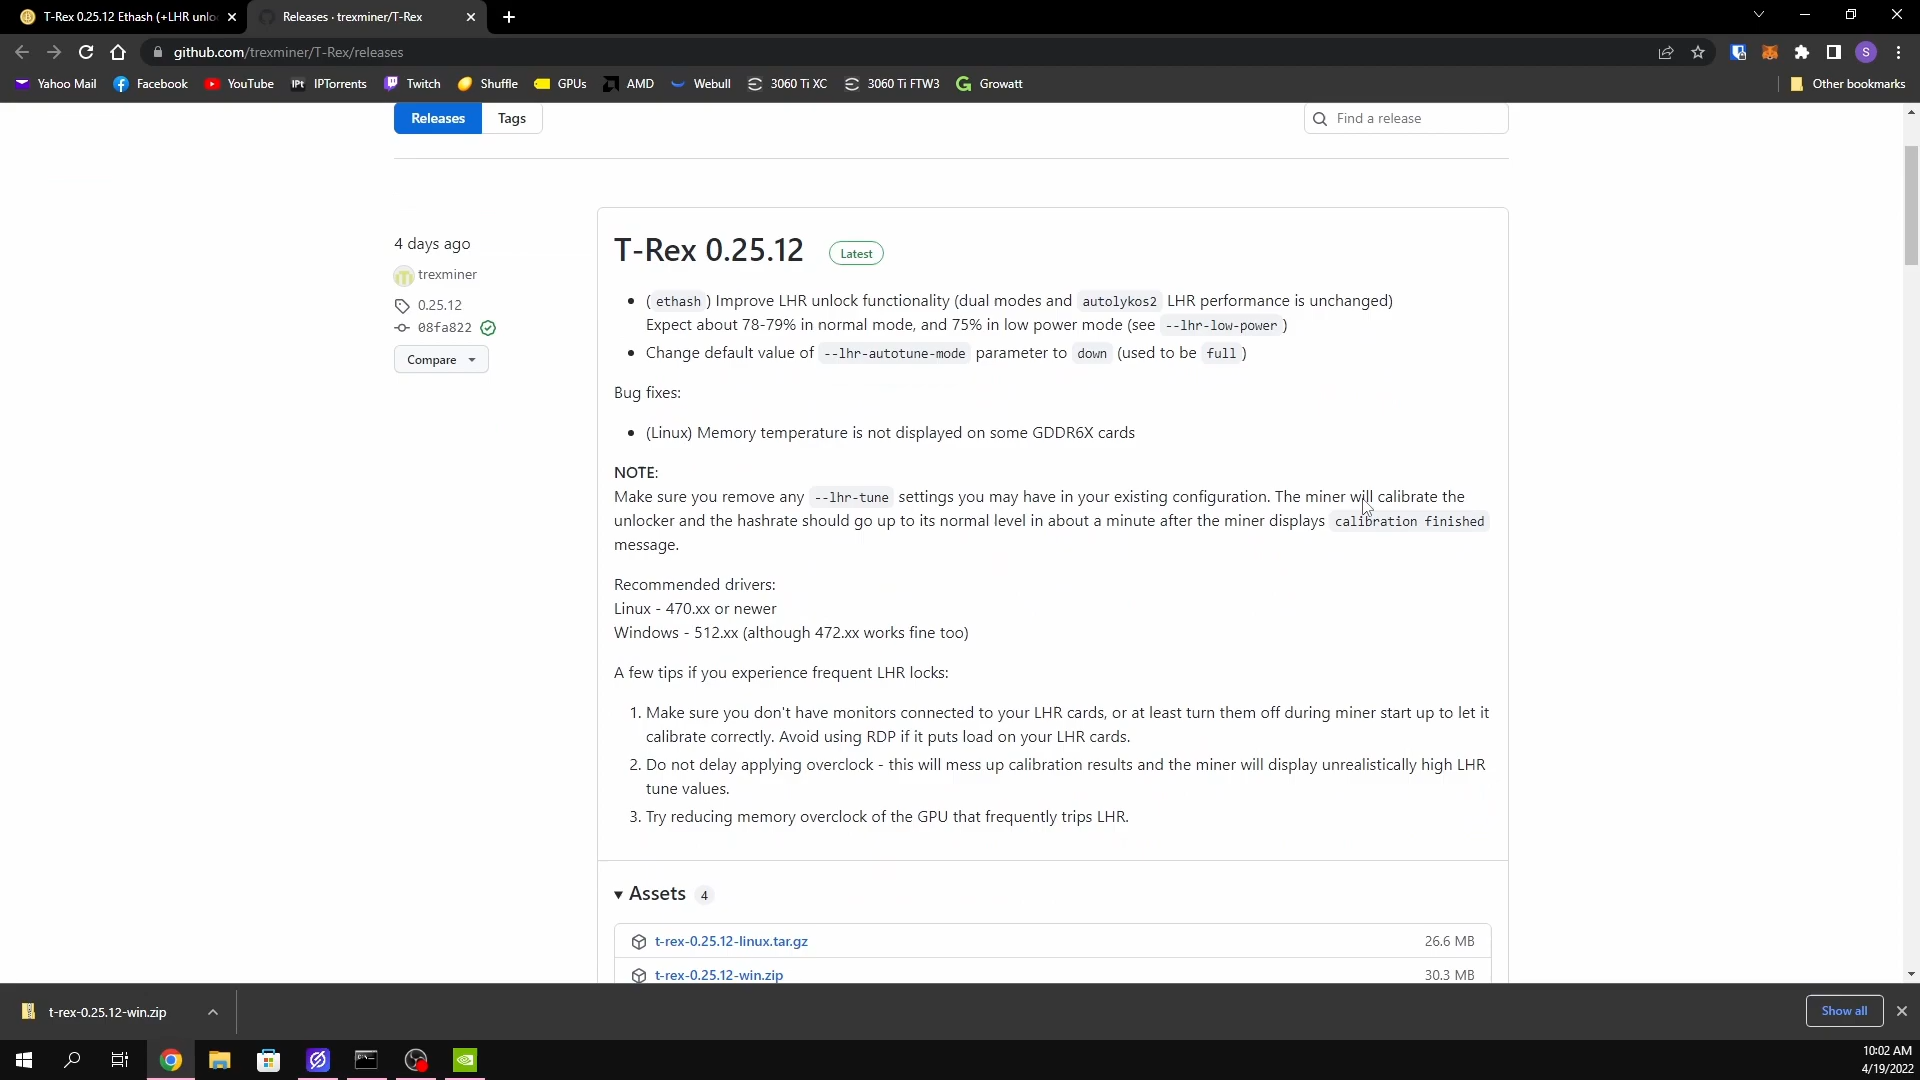 T-Rex 0.25.12 Ethash (+LHR unlo
Releases · trexminer/T-Rex
github.com/trexminer/T-Rex/releases
S
Yahoo Mail
Facebook
YouTube
IPT IPTorrents
Twitch
Shuffle
GPUs
AMD
Webull
3060 Ti XC
3060 Ti FTW3
Growatt
Other bookmarks
Releases
Tags
Find a release
4 days ago
trexminer
0.25.12
08fa822
Compare
T-Rex 0.25.12
Latest
• ( ethash ) Improve LHR unlock functionality (dual modes and autolykos2 LHR performance is unchanged)
Expect about 78-79% in normal mode, and 75% in low power mode (see --lhr-low-power )
• Change default value of --lhr-autotune-mode parameter to down (used to be full )
Bug fixes:
• (Linux) Memory temperature is not displayed on some GDDR6X cards
NOTE:
Make sure you remove any --lhr-tune settings you may have in your existing configuration. The miner will calibrate the
unlocker and the hashrate should go up to its normal level in about a minute after the miner displays calibration finished
message.
Recommended drivers:
Linux - 470.xx or newer
Windows - 512.xx (although 472.xx works fine too)
A few tips if you experience frequent LHR locks:
1. Make sure you don't have monitors connected to your LHR cards, or at least turn them off during miner start up to let it
calibrate correctly. Avoid using RDP if it puts load on your LHR cards.
2. Do not delay applying overclock - this will mess up calibration results and the miner will display unrealistically high LHR
tune values.
3. Try reducing memory overclock of the GPU that frequently trips LHR.
Assets 4
t-rex-0.25.12-linux.tar.gz
26.6 MB
t-rex-0.25.12-win.zip
30.3 MB
t-rex-0.25.12-win.zip
Show all
10:02 AM
4/19/2022